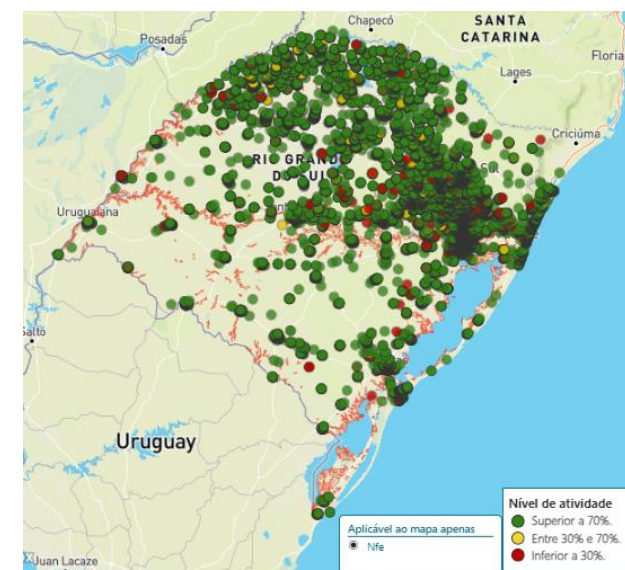 Chapecó
SANTA
CATARINA
Posadas
Lages
Criciúma
Uruguaiana
Salto
Uruguay
Juan Lacaze
Nível de atividade
Superior a 70%.
Entre 30% e 70%.
Inferior a 30%.
Aplicável ao mapa apenas
Nfe